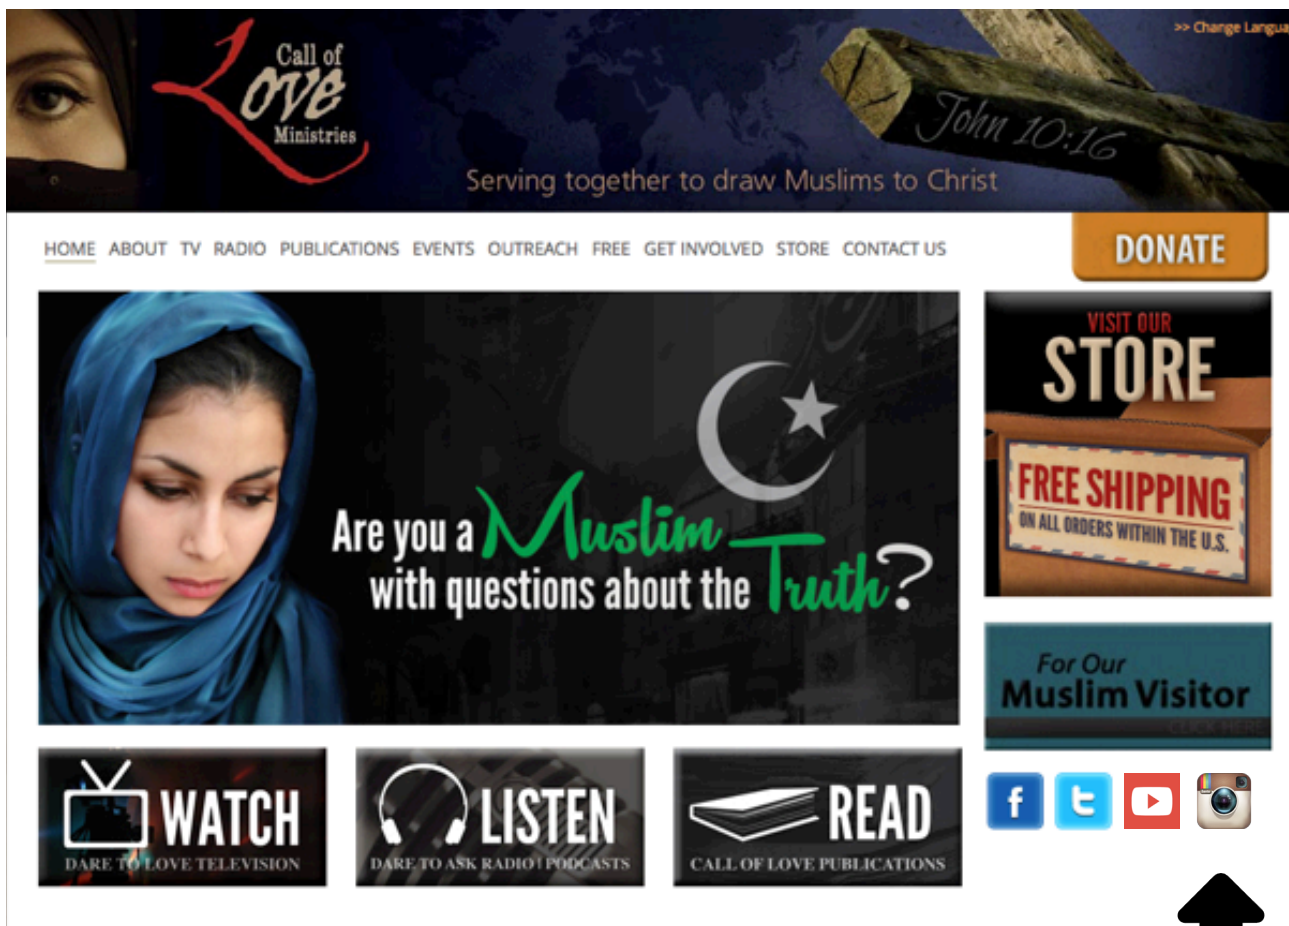 >> Change Langua
Call of
Love
Ministries
John 10:16
Serving together to draw Muslims to Christ
HOME ABOUT TV RADIO PUBLICATIONS EVENTS OUTREACH FREE GET INVOLVED STORE CONTACT US
DONATE
Are you a Muslim
with questions about the Truth?
VISIT OUR
STORE
FREE SHIPPING
ON ALL ORDERS WITHIN THE U.S.
For Our
Muslim Visitor
CLICK HERE
WATCH
DARE TO LOVE TELEVISION
LISTEN
DARE TO ASK RADIO | PODCASTS
READ
CALL OF LOVE PUBLICATIONS